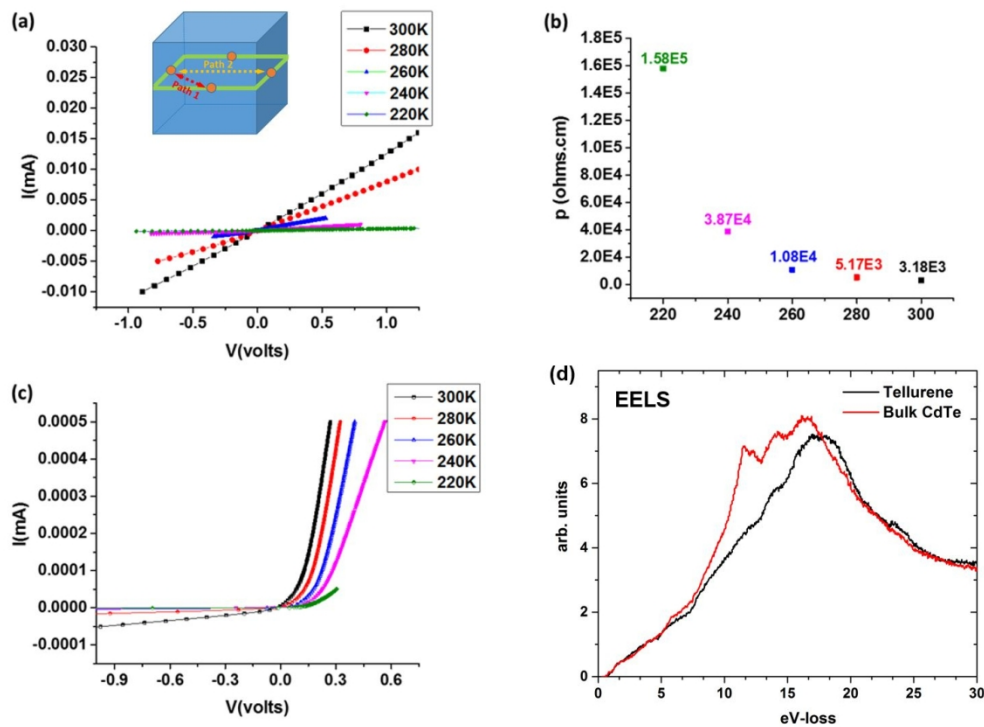 (a)
Path 2
Path 1
300K
280K
260K
240K
220K
0.030
0.025
0.020
0.015
0.010
0.005
0.000
-0.005
-0.010
I(mA)
-1.0
-0.5
0.0
0.5
1.0
V(volts)
(b)
1.8E5
1.6E5
1.4E5
1.2E5
1.0E5
8.0E4
6.0E4
4.0E4
2.0E4
0.0
p (ohms.cm)
1.58E5
3.87E4
1.08E4
5.17E3
3.18E3
220
240
260
280
300
(c)
300K
280K
260K
240K
220K
0.0005
0.0004
0.0003
0.0002
0.0001
0.0000
-0.0001
I(mA)
-0.9
-0.6
-0.3
0.0
0.3
0.6
V(volts)
(d)
EELS
Tellurene
Bulk CdTe
8
6
4
2
0
arb. units
0
5
10
15
20
25
30
eV-loss